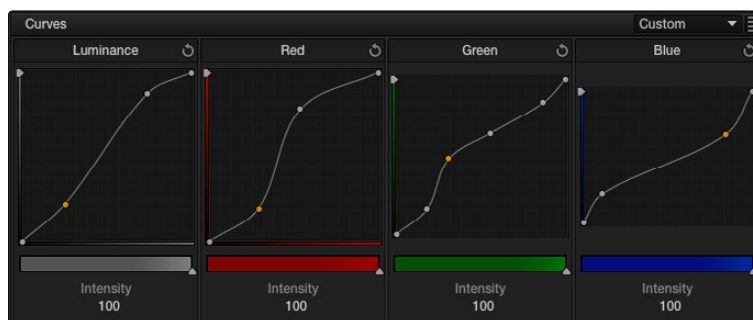 Curves Custom
Luminance Red Green Blue
Intensity Intensity Intensity Intensity
100 100 100 100